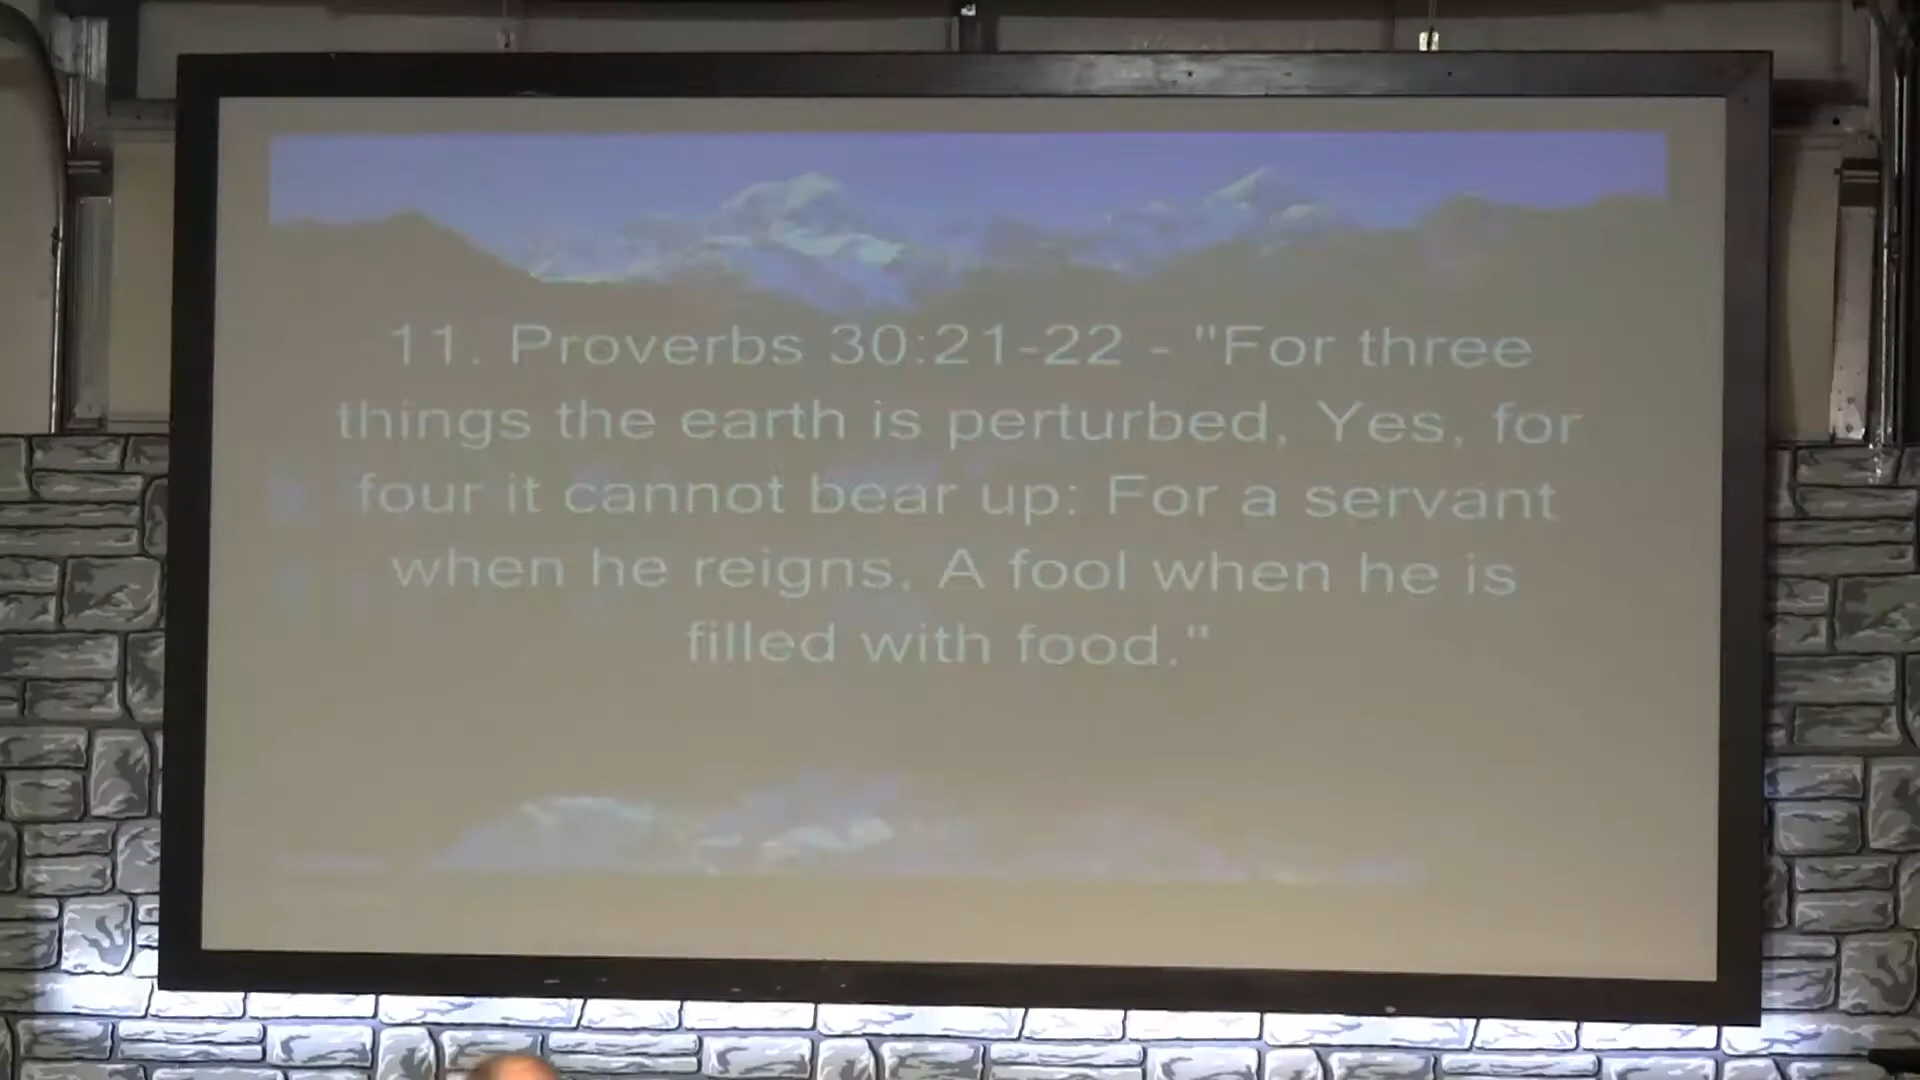 11. Proverbs 30:21-22 - "For three
things the earth is perturbed, Yes, for
four it cannot bear up: For a servant
when he reigns, A fool when he is
filled with food."